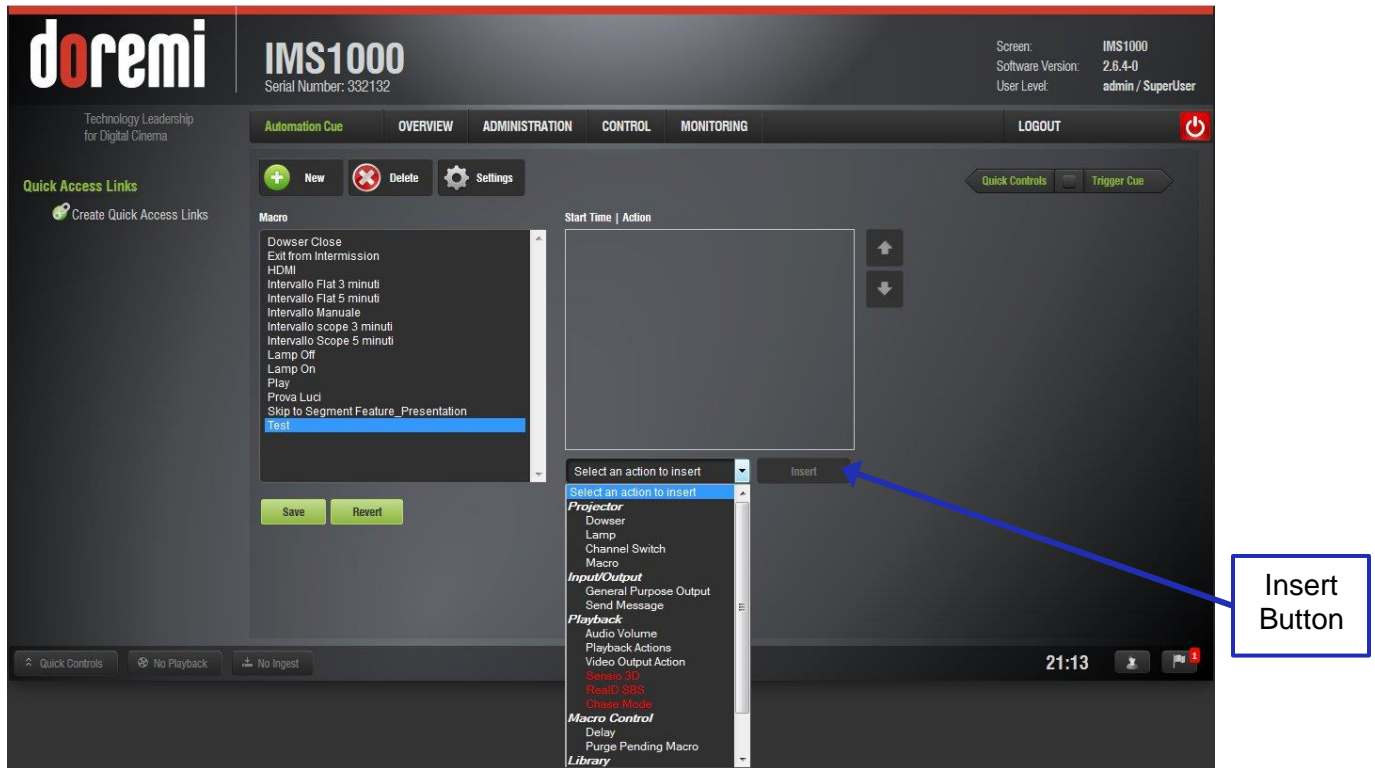 doremi
IMS1000
Serial Number: 332132
Screen: IMS1000
Software Version: 2.6.4-0
User Level: admin / SuperUser
Technology Leadership
for Digital Cinema
Automation Cue OVERVIEW ADMINISTRATION CONTROL MONITORING LOGOUT
Quick Access Links
Create Quick Access Links
New Delete Settings
Quick Controls Trigger Cue
Macro
Dowser Close
Exit from Intermission
HDMI
Intervallo Flat 3 minuti
Intervallo Flat 5 minuti
Intervallo Manuale
Intervallo scope 3 minuti
Intervallo Scope 5 minuti
Lamp Off
Lamp On
Play
Prova Luci
Skip to Segment Feature_Presentation
Test
Save Revert
Start Time | Action
Select an action to insert Insert
Select an action to insert
Projector
Dowser
Lamp
Channel Switch
Macro
Input/Output
General Purpose Output
Send Message
Playback
Audio Volume
Playback Actions
Video Output Action
Sensio 3D
RealD SBS
Chase Mode
Macro Control
Delay
Purge Pending Macro
Library
Insert
Button
Quick Controls No Playback No Ingest 21:13 1